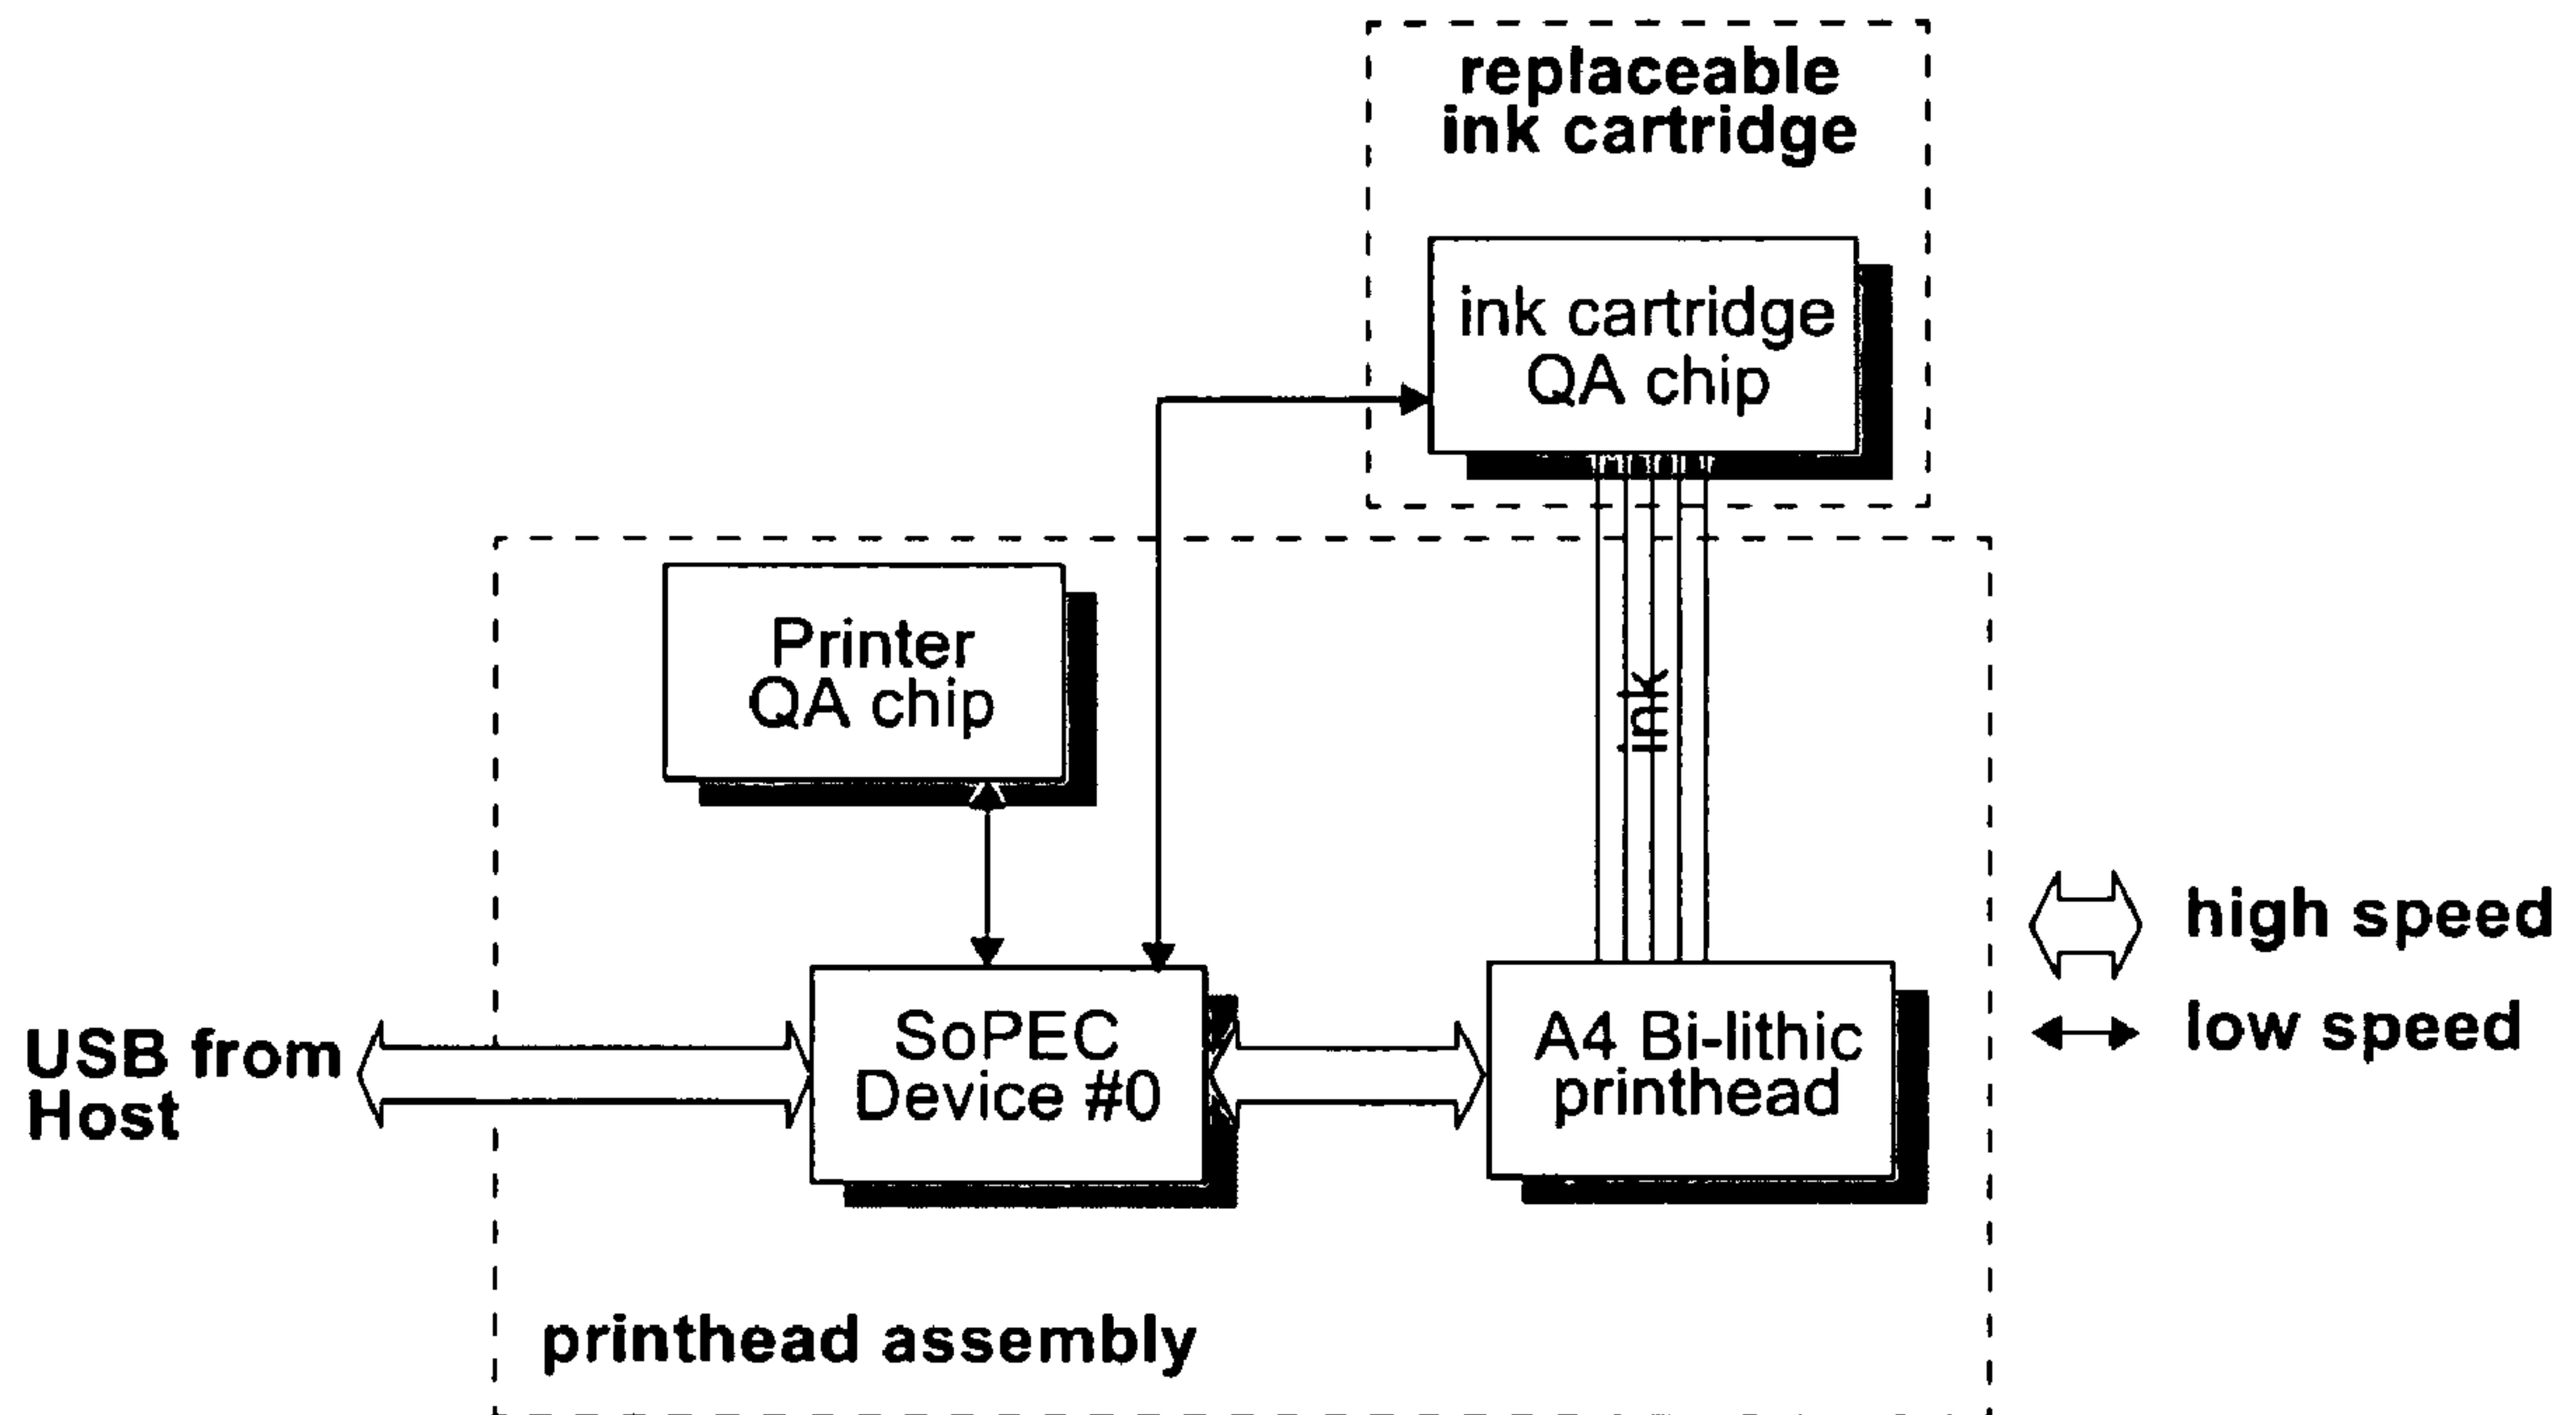 replaceable
ink cartridge
ink cartridge
QA chip
Printer
QA chip
ink
USB from
Host
SoPEC
Device #0
A4 Bi-lithic
printhead
high speed
low speed
printhead assembly